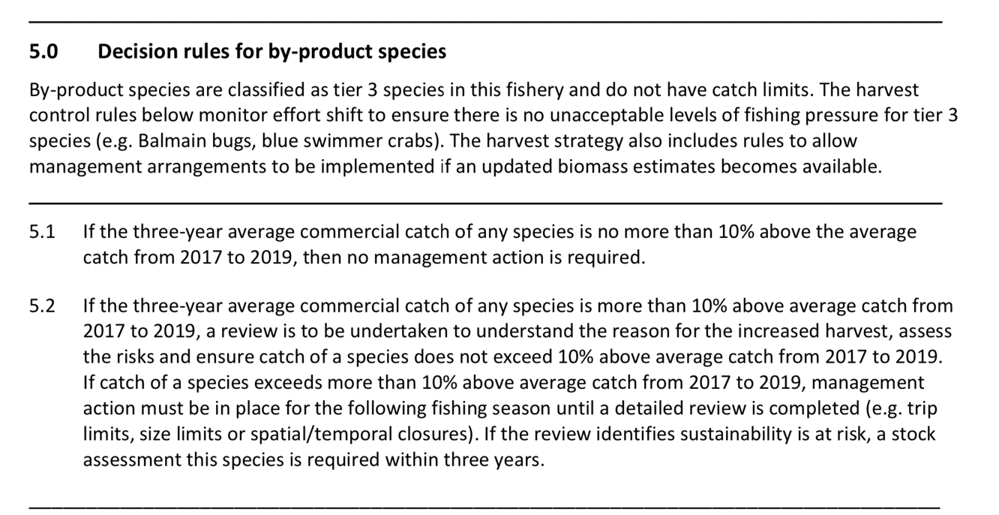 5.0 Decision rules for by-product species
By-product species are classified as tier 3 species in this fishery and do not have catch limits. The harvest
control rules below monitor effort shift to ensure there is no unacceptable levels of fishing pressure for tier 3
species (e.g. Balmain bugs, blue swimmer crabs). The harvest strategy also includes rules to allow
management arrangements to be implemented if an updated biomass estimates becomes available.
5.1 If the three-year average commercial catch of any species is no more than 10% above the average
catch from 2017 to 2019, then no management action is required.
5.2 If the three-year average commercial catch of any species is more than 10% above average catch from
2017 to 2019, a review is to be undertaken to understand the reason for the increased harvest, assess
the risks and ensure catch of a species does not exceed 10% above average catch from 2017 to 2019.
If catch of a species exceeds more than 10% above average catch from 2017 to 2019, management
action must be in place for the following fishing season until a detailed review is completed (e.g. trip
limits, size limits or spatial/temporal closures). If the review identifies sustainability is at risk, a stock
assessment this species is required within three years.